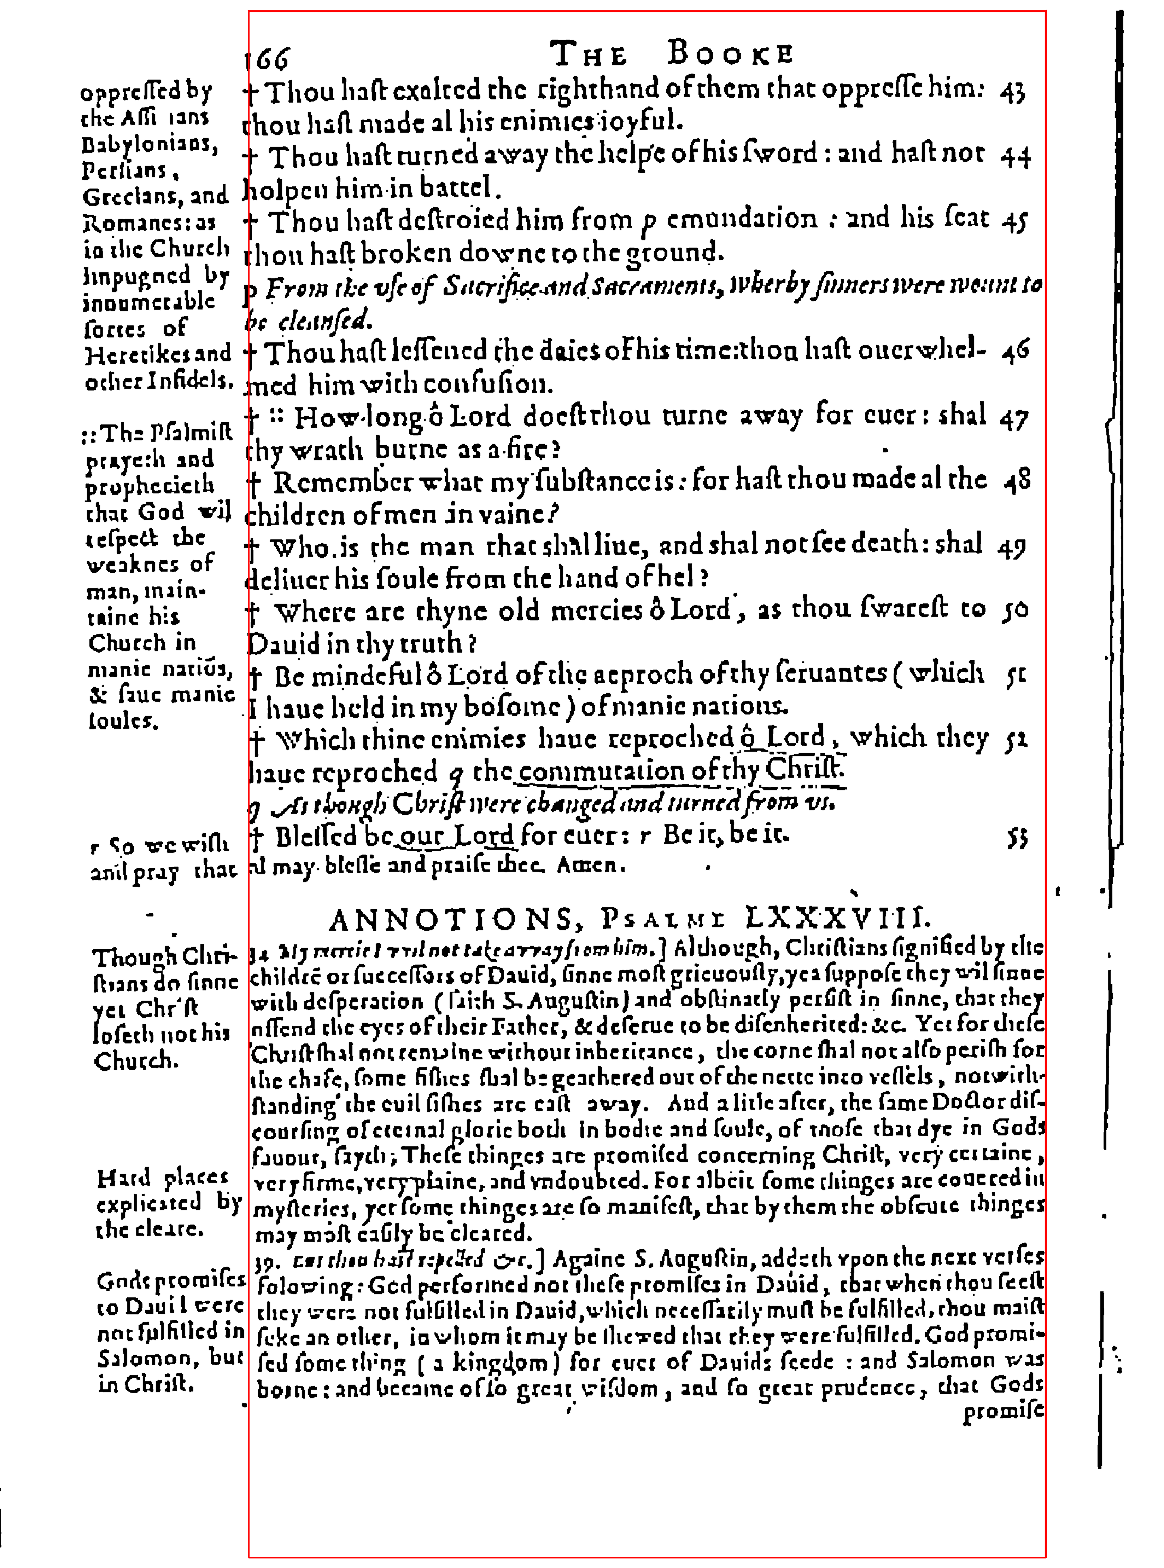 166 THE BOOKE
oppreſſed by
the Aſſi ians
Babylonians,
Perſians,
Grecians, and
Romanes: as
in the Church
impugned by
innumerable
ſortes of
Heretikes and
other Infidels.
::The Pſalmiſt
prayeth and
prophecieth
that God wil
reſpect the
weaknes of
man, main-
taine his
Church in
manie natiōs,
& ſaue manie
ſoules.
r So we wiſh
and pray that
Though Chri-
ſtians do ſinne
yet Chriſt
loſeth not his
Church.
Hard places
explicated by
the cleare.
Gods promiſes
to Dauid were
not fulfilled in
Salomon, but
in Chriſt.
† Thou haſt exalted the righthand of them that oppreſſe him: 43
thou haſt made al his enimies ioyful.
† Thou haſt turned away the helpe of his ſword: and haſt not 44
holpen him in battel.
† Thou haſt deſtroied him from p emundation: and his ſeat 45
thou haſt broken downe to the ground.
p From the vſe of Sacrifice and Sacraments, wherby ſinners were weant to
be cleanſed.
† Thou haſt leſſened the daies of his time: thou haſt ouerwhel- 46
med him with confuſion.
† :: How long ô Lord doeſt thou turne away for euer: shal 47
thy wrath burne as a fire?
† Remember what my ſubſtance is: for haſt thou made al the 48
children of men in vaine?
† Who is the man that shal liue, and shal not ſee death: shal 49
deliuer his ſoule from the hand of hel?
† Where are thyne old mercies ô Lord, as thou ſwareſt to 50
Dauid in thy truth?
† Be mindeful ô Lord of the reproch of thy ſeruantes (which 51
I haue held in my boſome) of manie nations.
† Which thine enimies haue reproched ô Lord, which they 52
haue reproched q the commutation of thy Chriſt.
q As though Chriſt were changed and turned from vs.
† Bleſſed be our Lord for euer: r Be it, be it. 53
al may bleſſe and praiſe thee. Amen.
ANNOTIONS, PSALME LXXXVIII.
34 My mercie I wil not take away from him.] Although, Chriſtians ſignified by the
childrē or ſucceſſors of Dauid, ſinne moſt grieuouſly, yea ſuppoſe they wil ſinne
with deſperation (ſaith S. Auguſtin) and obſtinatly perſiſt in ſinne, that they
offend the eyes of their Father, & deſerue to be diſenherited: &c. Yet for theſe
Chriſt shal not remaine without inheritance, the corne shal not alſo perish for
the chafe, ſome fishes shal be geathered out of the nette into veſſels, notwith-
ſtanding the euil fishes are caſt away. And a litle after, the ſame Doctor diſ-
courſing of eternal glorie both in bodie and ſoule, of thoſe that dye in Gods
fauour, ſayth; Theſe thinges are promiſed concerning Chriſt, very certaine,
very firme, very plaine, and vndoubted. For albeit ſome thinges are couered in
myſteries, yet ſome thinges are ſo manifeſt, that by them the obſcure thinges
may moſt eaſily be cleared.
39. But thou haſt repelled &c.] Againe S. Auguſtin, addeth vpon the next verſes
folowing: God performed not theſe promiſes in Dauid, that when thou ſeeſt
they were not fulfilled in Dauid, which neceſſarily muſt be fulfilled, thou maiſt
ſeke an other, in whom it may be shewed that they were fulfilled. God promi-
ſed ſome thing (a kingdom) for euer of Dauids ſeede: and Salomon was
borne: and became of ſo great wiſdom, and ſo great prudence, that Gods
promiſe